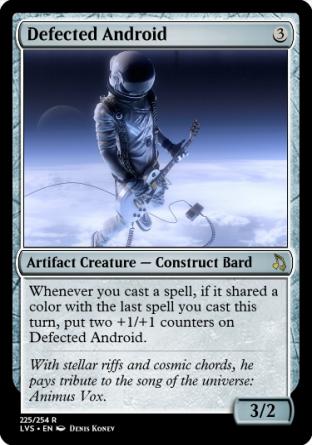 Defected Android 3
Artifact Creature — Construct Bard
Whenever you cast a spell, if it shared a
color with the last spell you cast this
turn, put two +1/+1 counters on
Defected Android.
With stellar riffs and cosmic chords, he
pays tribute to the song of the universe:
Animus Vox.
3/2
225/254 R
LVS • EN Denis Konev